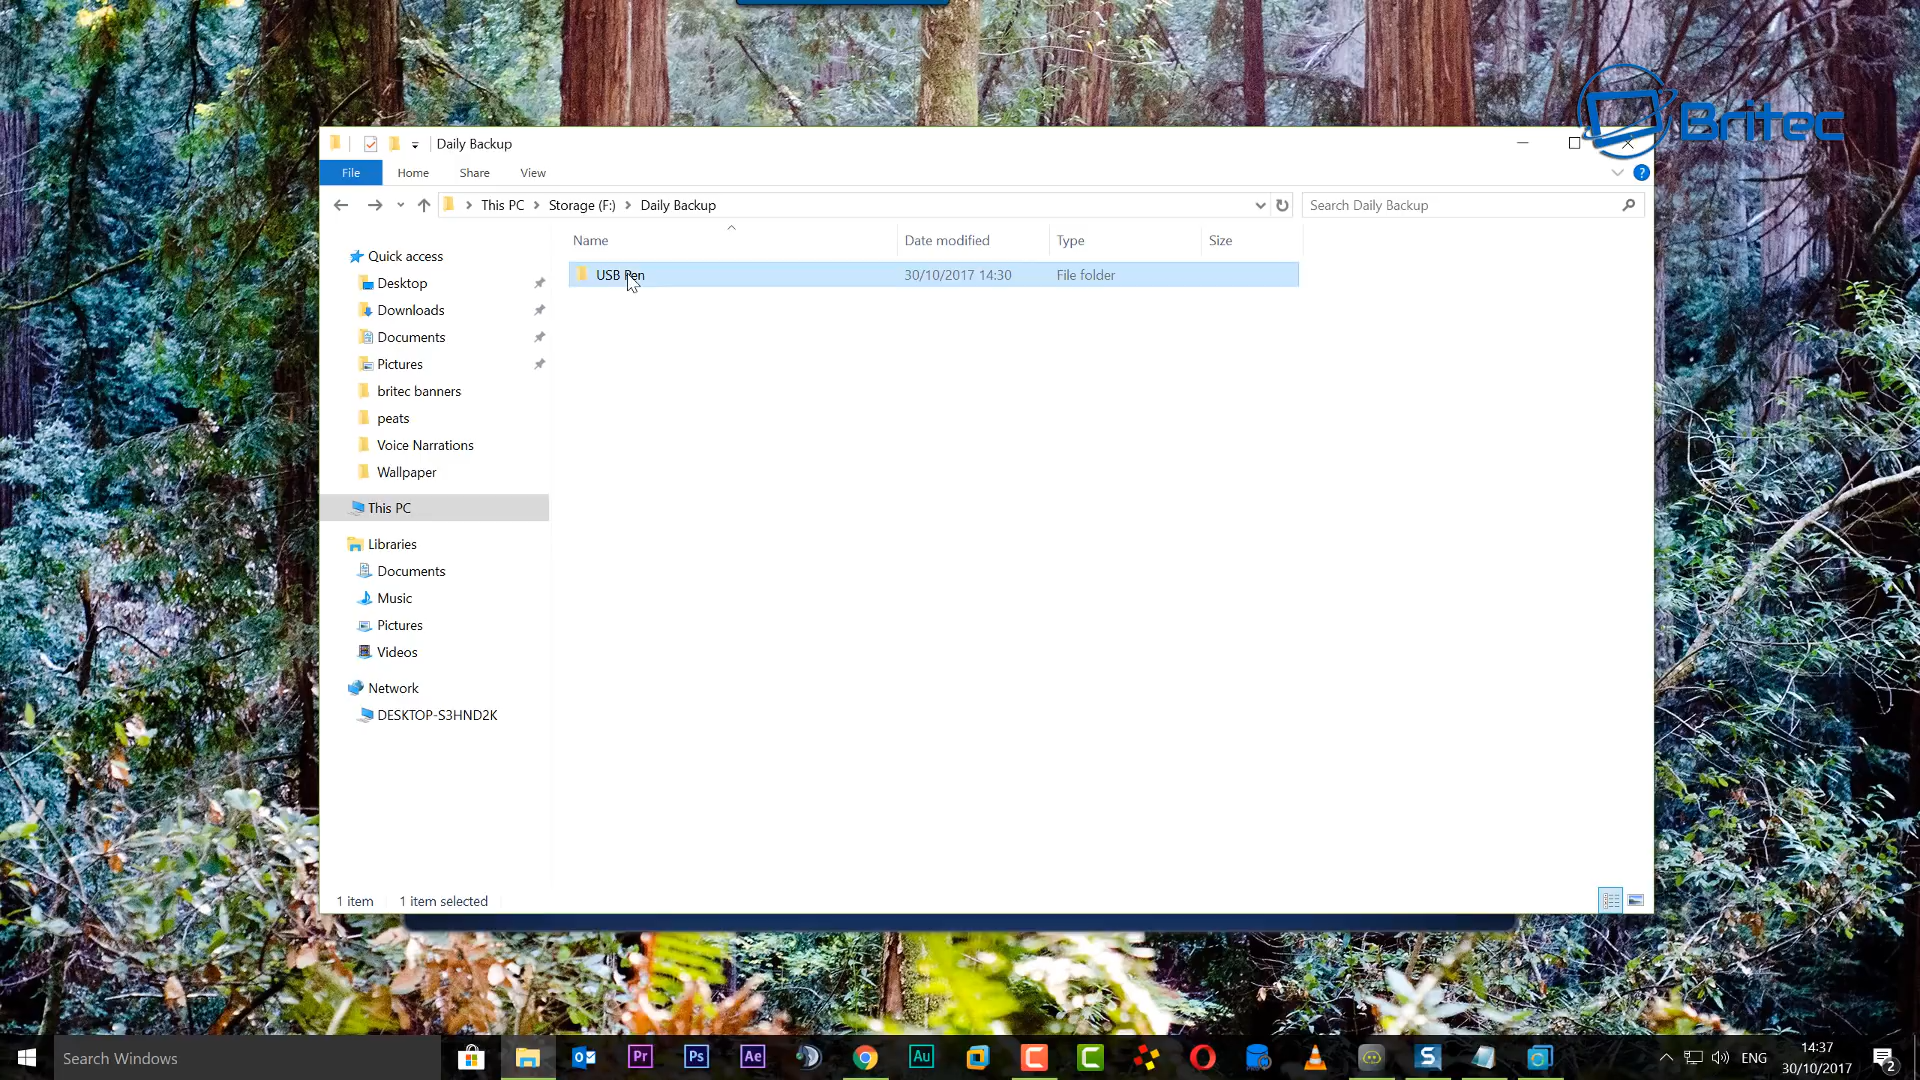 Britec
Daily Backup
File Home Share View
This PC Storage (F:) Daily Backup
Search Daily Backup
Name Date modified Type Size
USB Pen 30/10/2017 14:30 File folder
Quick access
Desktop
Downloads
Documents
Pictures
britec banners
peats
Voice Narrations
Wallpaper
This PC
Libraries
Documents
Music
Pictures
Videos
Network
DESKTOP-S3HND2K
1 item 1 item selected
Search Windows
Pr Ps Ae Au
ENG
14:37
30/10/2017
2